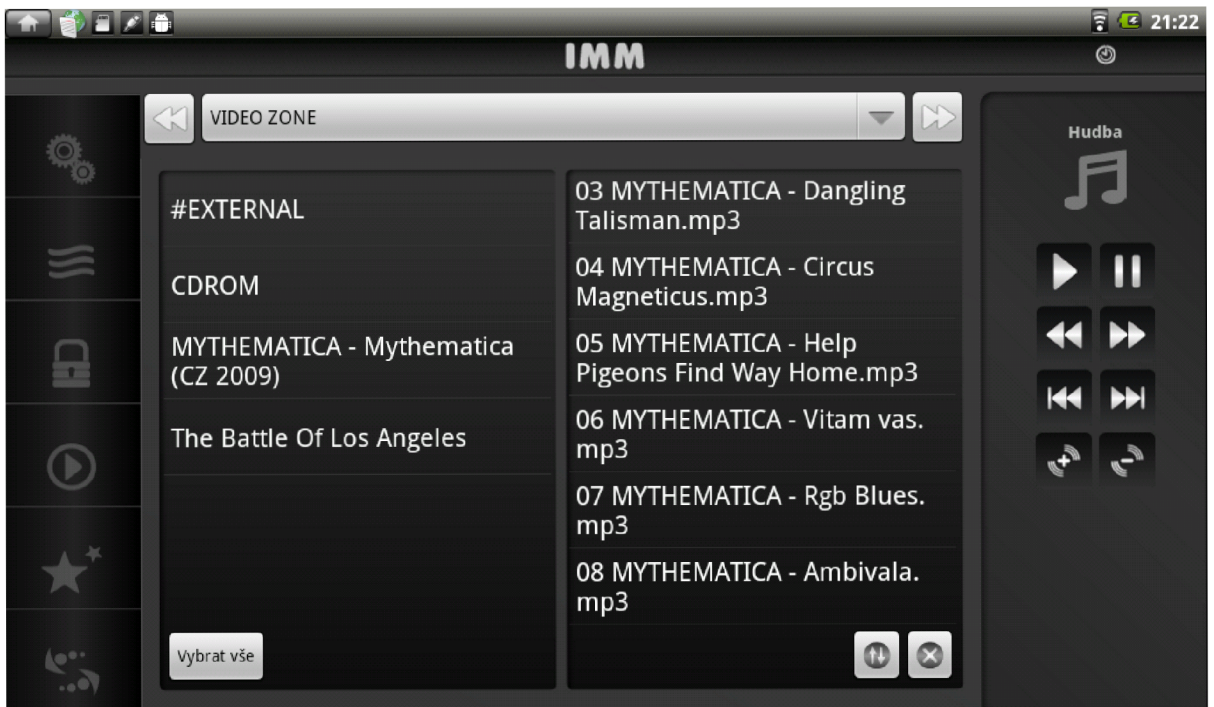 21:22
IMM
VIDEO ZONE
Hudba
#EXTERNAL
CDROM
MYTHEMATICA - Mythematica
(CZ 2009)
The Battle Of Los Angeles
Vybrat vše
03 MYTHEMATICA - Dangling
Talisman.mp3
04 MYTHEMATICA - Circus
Magneticus.mp3
05 MYTHEMATICA - Help
Pigeons Find Way Home.mp3
06 MYTHEMATICA - Vitam vas.
mp3
07 MYTHEMATICA - Rgb Blues.
mp3
08 MYTHEMATICA - Ambivala.
mp3